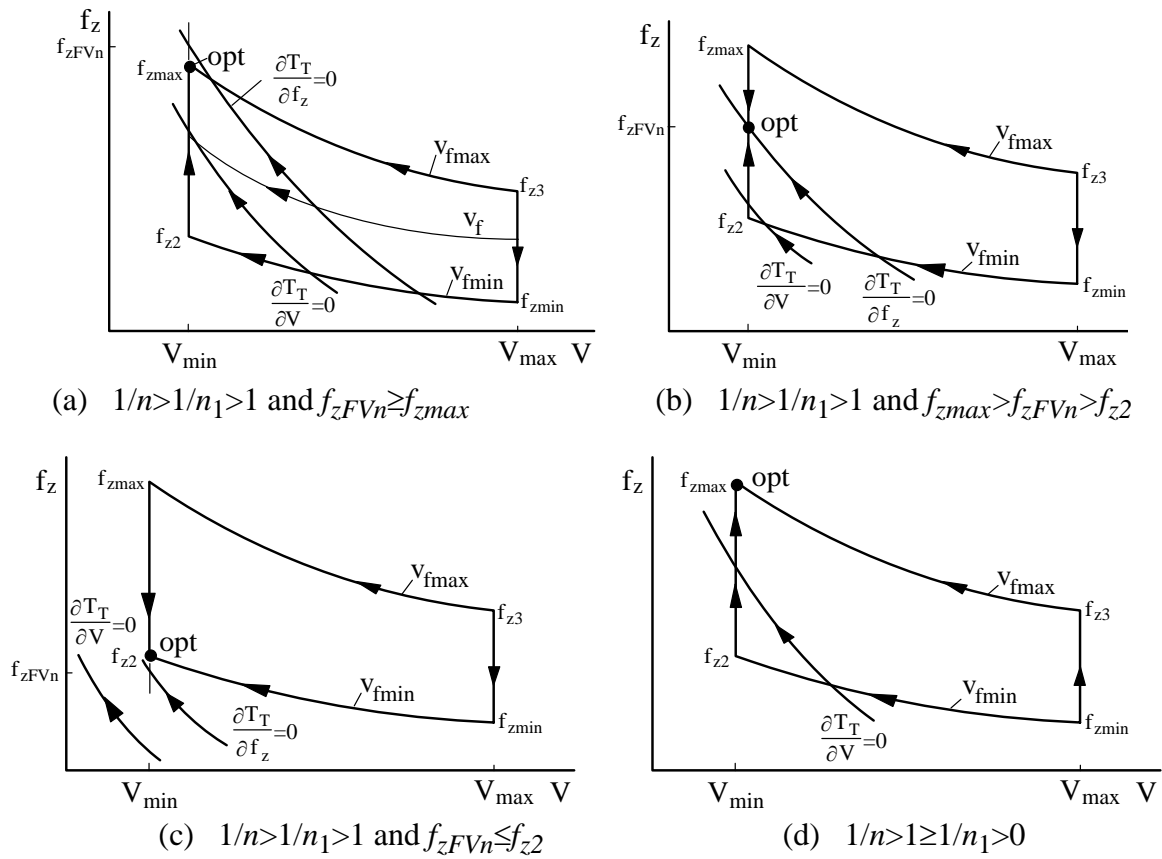 f_z
f_zFVn
f_zmax
opt
∂T_T/∂f_z=0
v_fmax
f_z3
f_z2
v_f
v_fmin
∂T_T/∂V=0
f_zmin
V_min
V_max V
(a) 1/n>1/n_1>1 and f_zFVn≥f_zmax
f_z
f_zmax
f_zFVn
opt
v_fmax
f_z3
f_z2
v_fmin
∂T_T/∂V=0
∂T_T/∂f_z=0
f_zmin
V_min
V_max V
(b) 1/n>1/n_1>1 and f_zmax>f_zFVn>f_z2
f_z
f_zmax
v_fmax
f_z3
∂T_T/∂V=0
opt
f_z2
f_zFVn
v_fmin
∂T_T/∂f_z=0
f_zmin
V_min
V_max V
(c) 1/n>1/n_1>1 and f_zFVn≤f_z2
f_z
f_zmax
opt
v_fmax
f_z3
f_z2
v_fmin
f_zmin
∂T_T/∂V=0
V_min
V_max V
(d) 1/n>1≥1/n_1>0